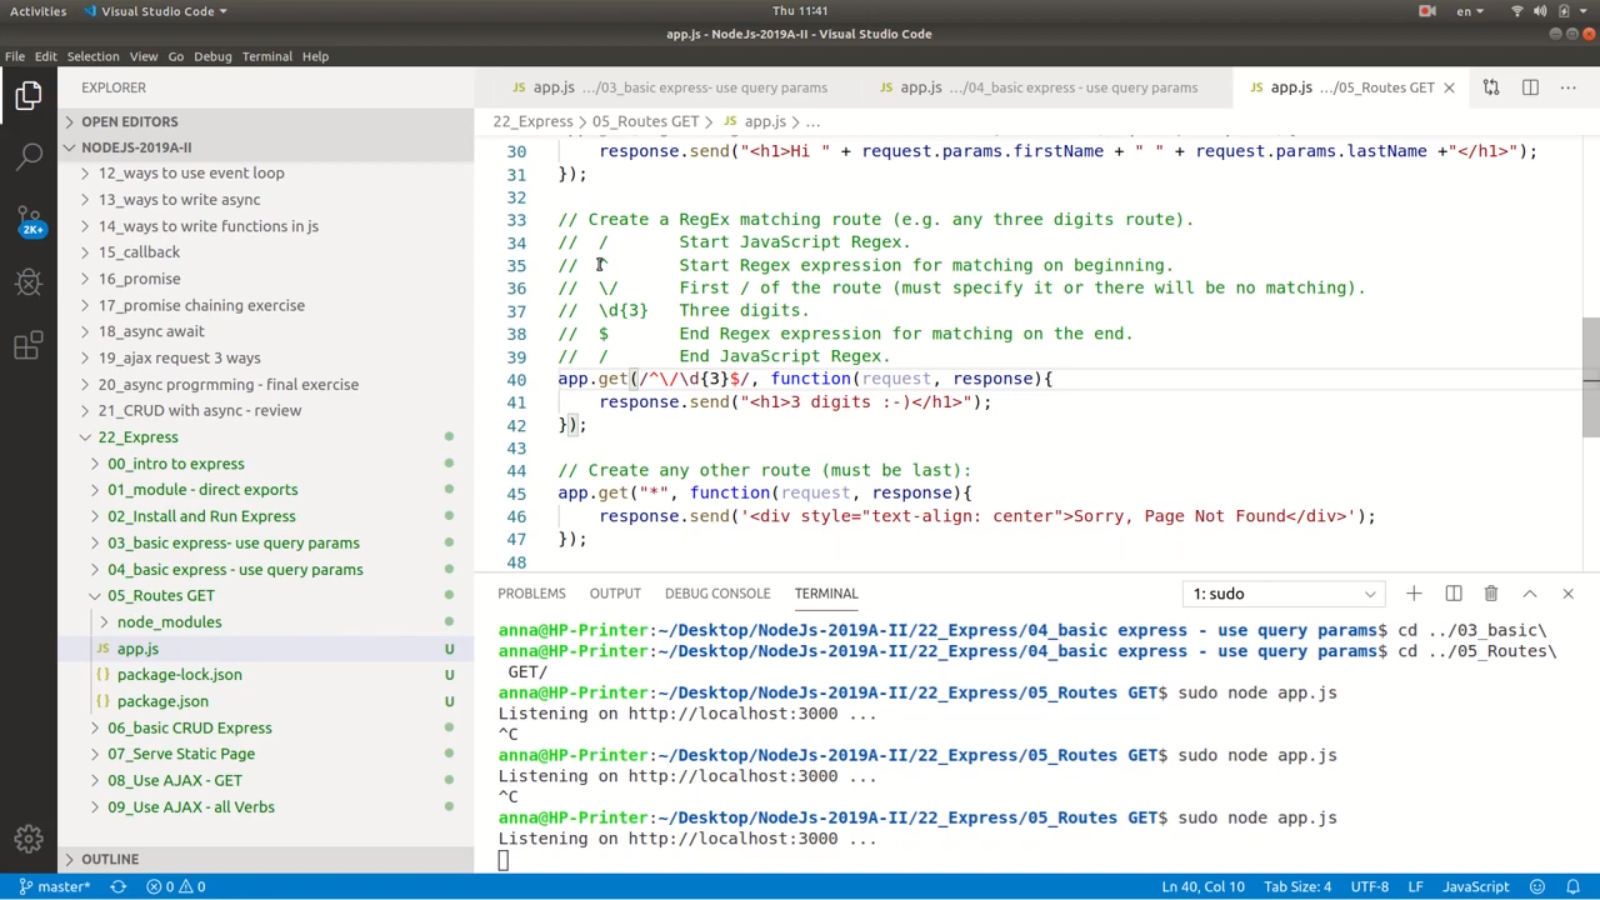 Activities Visual Studio Code Thu 11:41 en
app.js - NodeJs-2019A-II - Visual Studio Code
File Edit Selection View Go Debug Terminal Help
EXPLORER
OPEN EDITORS
NODEJS-2019A-II
12_ways to use event loop
13_ways to write async
14_ways to write functions in js
15_callback
16_promise
17_promise chaining exercise
18_async await
19_ajax request 3 ways
20_async progrmming - final exercise
21_CRUD with async - review
22_Express
00_intro to express
01_module - direct exports
02_Install and Run Express
03_basic express- use query params
04_basic express - use query params
05_Routes GET
node_modules
JS app.js U
{} package-lock.json U
{} package.json U
06_basic CRUD Express
07_Serve Static Page
08_Use AJAX - GET
09_Use AJAX - all Verbs
OUTLINE
2K+
JS app.js .../03_basic express- use query params JS app.js .../04_basic express - use query params JS app.js .../05_Routes GET
22_Express > 05_Routes GET > JS app.js > ...
30 response.send("<h1>Hi " + request.params.firstName + " " + request.params.lastName +"</h1>");
31 });
32
33 // Create a RegEx matching route (e.g. any three digits route).
34 // / Start JavaScript Regex.
35 // ^ Start Regex expression for matching on beginning.
36 // \/ First / of the route (must specify it or there will be no matching).
37 // \d{3} Three digits.
38 // $ End Regex expression for matching on the end.
39 // / End JavaScript Regex.
40 app.get(/^\/\d{3}$/, function(request, response){
41 response.send("<h1>3 digits :-)</h1>");
42 });
43
44 // Create any other route (must be last):
45 app.get("*", function(request, response){
46 response.send('<div style="text-align: center">Sorry, Page Not Found</div>');
47 });
48
PROBLEMS OUTPUT DEBUG CONSOLE TERMINAL 1: sudo
anna@HP-Printer:~/Desktop/NodeJs-2019A-II/22_Express/04_basic express - use query params$ cd ../03_basic\
anna@HP-Printer:~/Desktop/NodeJs-2019A-II/22_Express/04_basic express - use query params$ cd ../05_Routes\
GET/
anna@HP-Printer:~/Desktop/NodeJs-2019A-II/22_Express/05_Routes GET$ sudo node app.js
Listening on http://localhost:3000 ...
^C
anna@HP-Printer:~/Desktop/NodeJs-2019A-II/22_Express/05_Routes GET$ sudo node app.js
Listening on http://localhost:3000 ...
^C
anna@HP-Printer:~/Desktop/NodeJs-2019A-II/22_Express/05_Routes GET$ sudo node app.js
Listening on http://localhost:3000 ...
master* 0 0 Ln 40, Col 10 Tab Size: 4 UTF-8 LF JavaScript